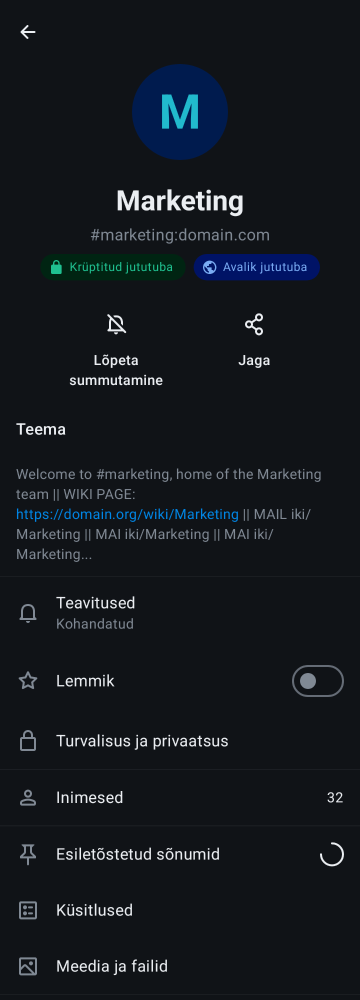 M
Marketing
#marketing:domain.com
Krüptitud jututuba
Avalik jututuba
Lõpeta
summutamine
Jaga
Teema
Welcome to #marketing, home of the Marketing
team || WIKI PAGE:
https://domain.org/wiki/Marketing || MAIL iki/
Marketing || MAI iki/Marketing || MAI iki/
Marketing...
Teavitused
Kohandatud
Lemmik
Turvalisus ja privaatsus
Inimesed 32
Esiletõstetud sõnumid
Küsitlused
Meedia ja failid